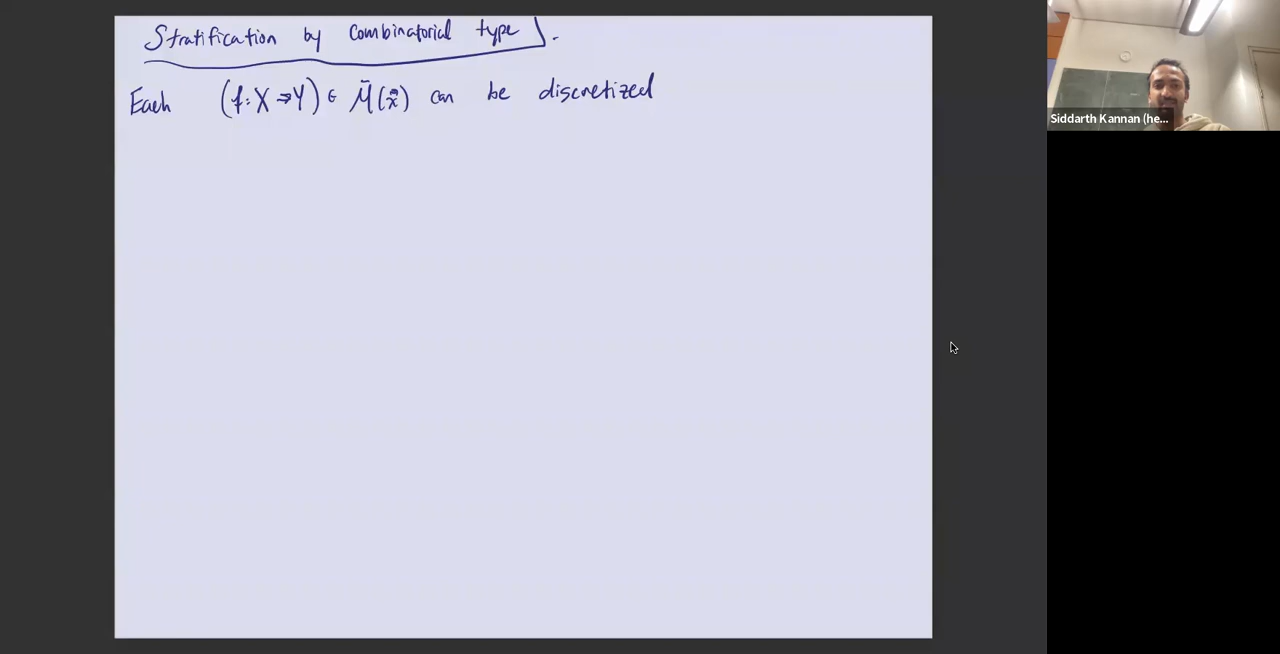 Stratification by combinatorial type.
Each (f: X → Y) ∈ M̄(x⃗) can be discretized
Siddarth Kannan (he...